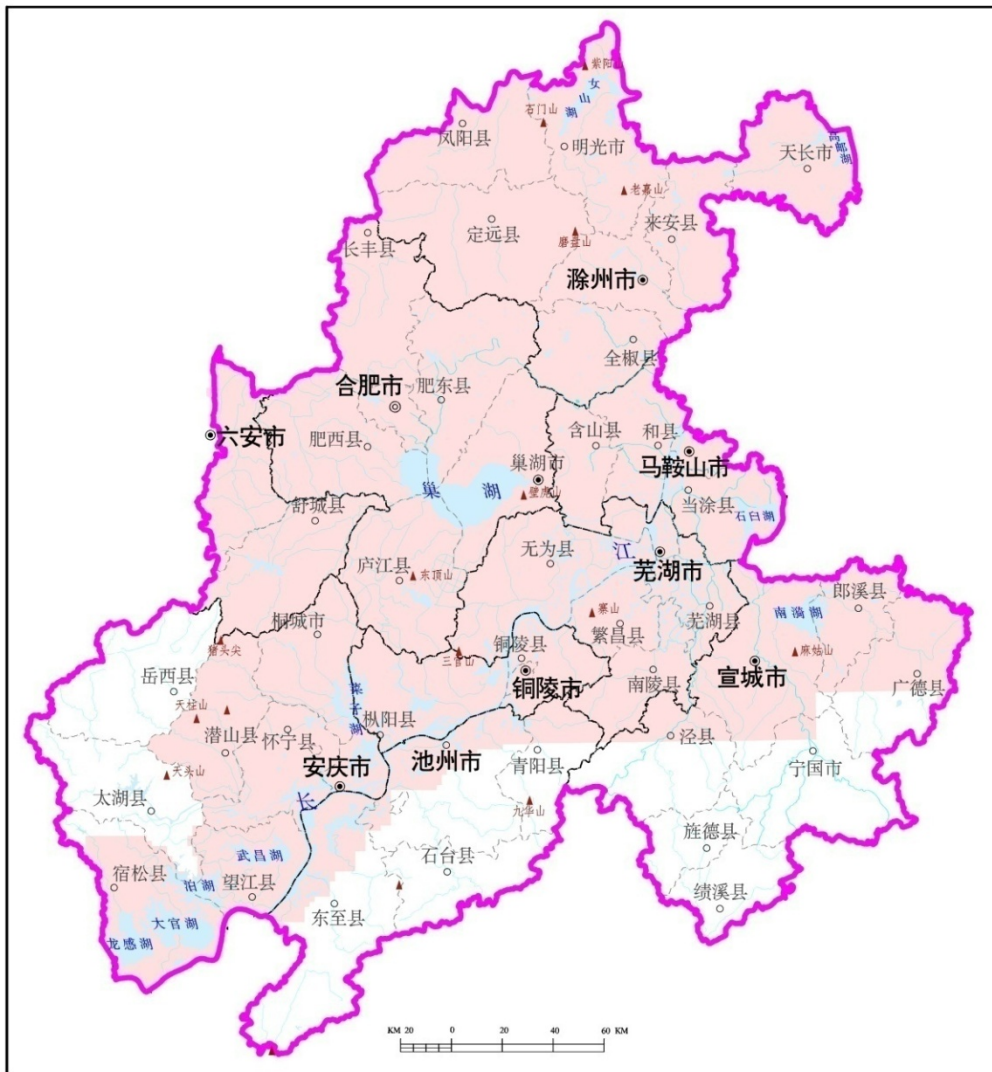 紫阳山
女山湖
石门山
凤阳县
明光市
高邮湖
天长市
老嘉山
定远县
磨盘山
来安县
长丰县
滁州市
全椒县
合肥市
肥东县
六安市
肥西县
含山县
和县
马鞍山市
巢湖市
巢湖
当涂县
石臼湖
舒城县
无为县
江
芜湖市
庐江县
东顶山
寨山
芜湖县
郎溪县
南漪湖
桐城市
繁昌县
猪头尖
三官山
铜陵县
麻姑山
岳西县
铜陵市
南陵县
宣城市
广德县
天柱山
菜子湖
枞阳县
潜山县
怀宁县
池州市
青阳县
泾县
宁国市
天头山
安庆市
长
太湖县
九华山
旌德县
武昌湖
石台县
宿松县
泊湖
望江县
绩溪县
大官湖
东至县
龙感湖
KM 20 0 20 60 KM